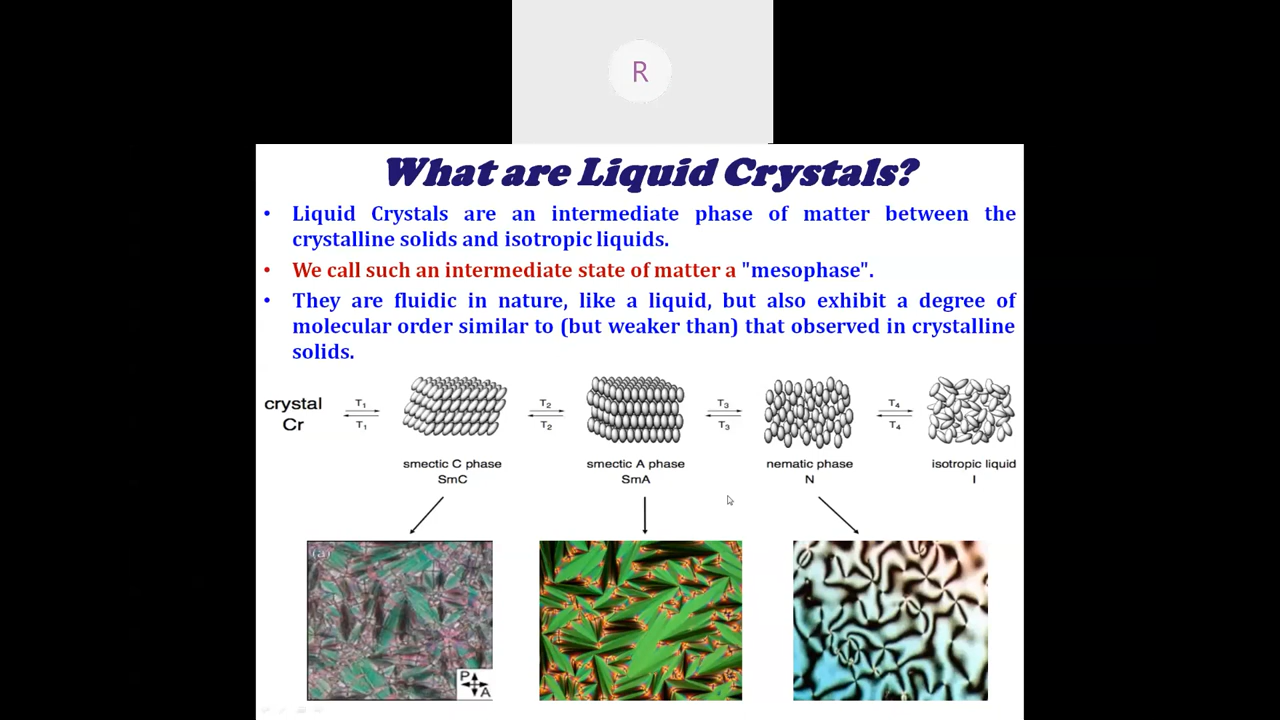 R
What are Liquid Crystals?
• Liquid Crystals are an intermediate phase of matter between the
crystalline solids and isotropic liquids.
• We call such an intermediate state of matter a "mesophase".
• They are fluidic in nature, like a liquid, but also exhibit a degree of
molecular order similar to (but weaker than) that observed in crystalline
solids.
crystal
Cr
T1
T1
T2
T2
T3
T3
T4
T4
smectic C phase
SmC
smectic A phase
SmA
nematic phase
N
isotropic liquid
I
(a)
P
A